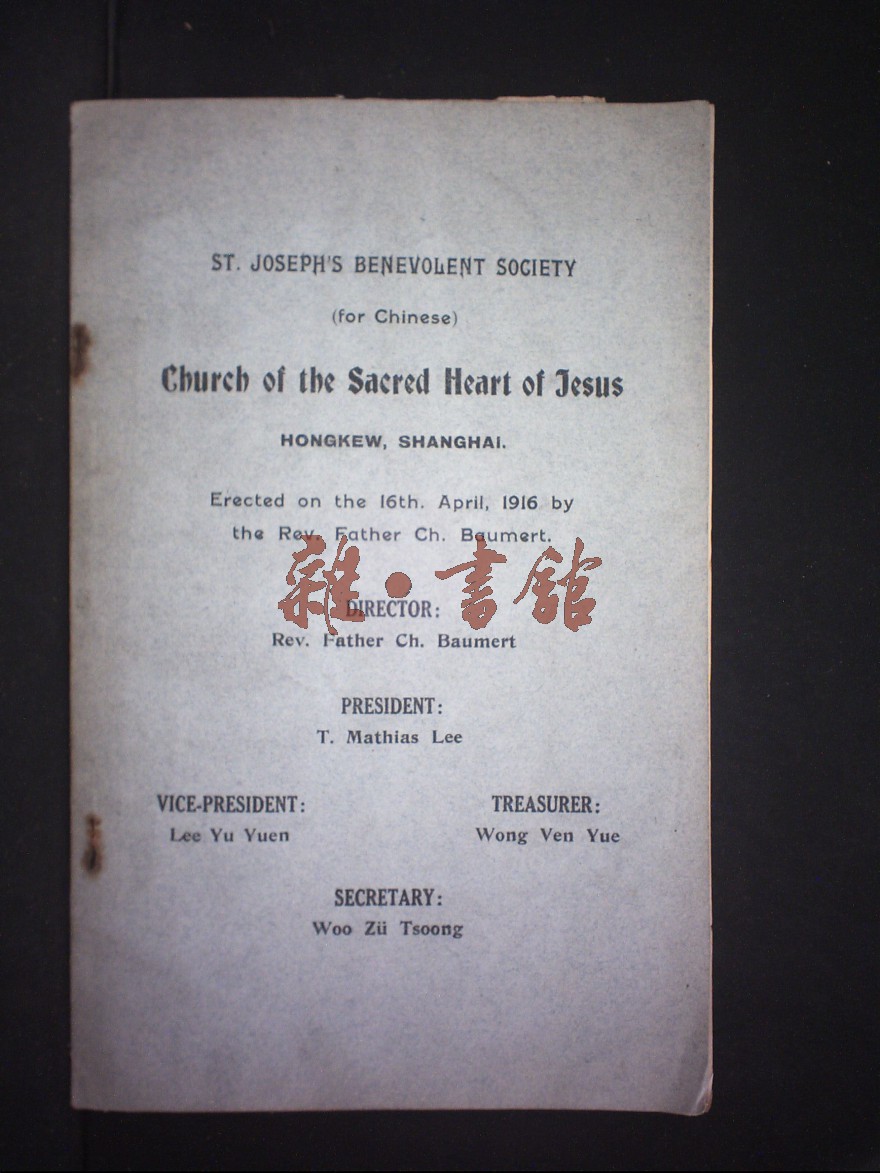 ST. JOSEPH'S BENEVOLENT SOCIETY
(for Chinese)
Church of the Sacred Heart of Jesus
HONGKEW, SHANGHAI.
Erected on the 16th. April, 1916 by
the Rev. Father Ch. Baumert.
雜•書館
DIRECTOR:
Rev. Father Ch. Baumert
PRESIDENT:
T. Mathias Lee
VICE-PRESIDENT: TREASURER:
Lee Yu Yuen Wong Ven Yue
SECRETARY:
Woo Zü Tsoong